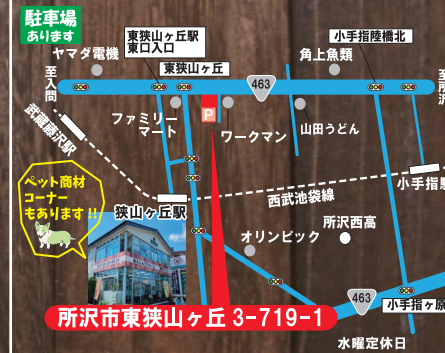 駐車場
あります
ヤマダ電機
東狭山ヶ丘駅
東口入口
東狭山ヶ丘
角上魚類
小手指陸橋北
至入間
至所沢
463
武蔵藤沢駅
ファミリー
マート
P
ワークマン
山田うどん
ペット商材
コーナー
もあります!!
狭山ヶ丘駅
西武池袋線
小手指駅
所沢西高
オリンピック
463
小手指ヶ原
所沢市東狭山ヶ丘 3-719-1
水曜定休日